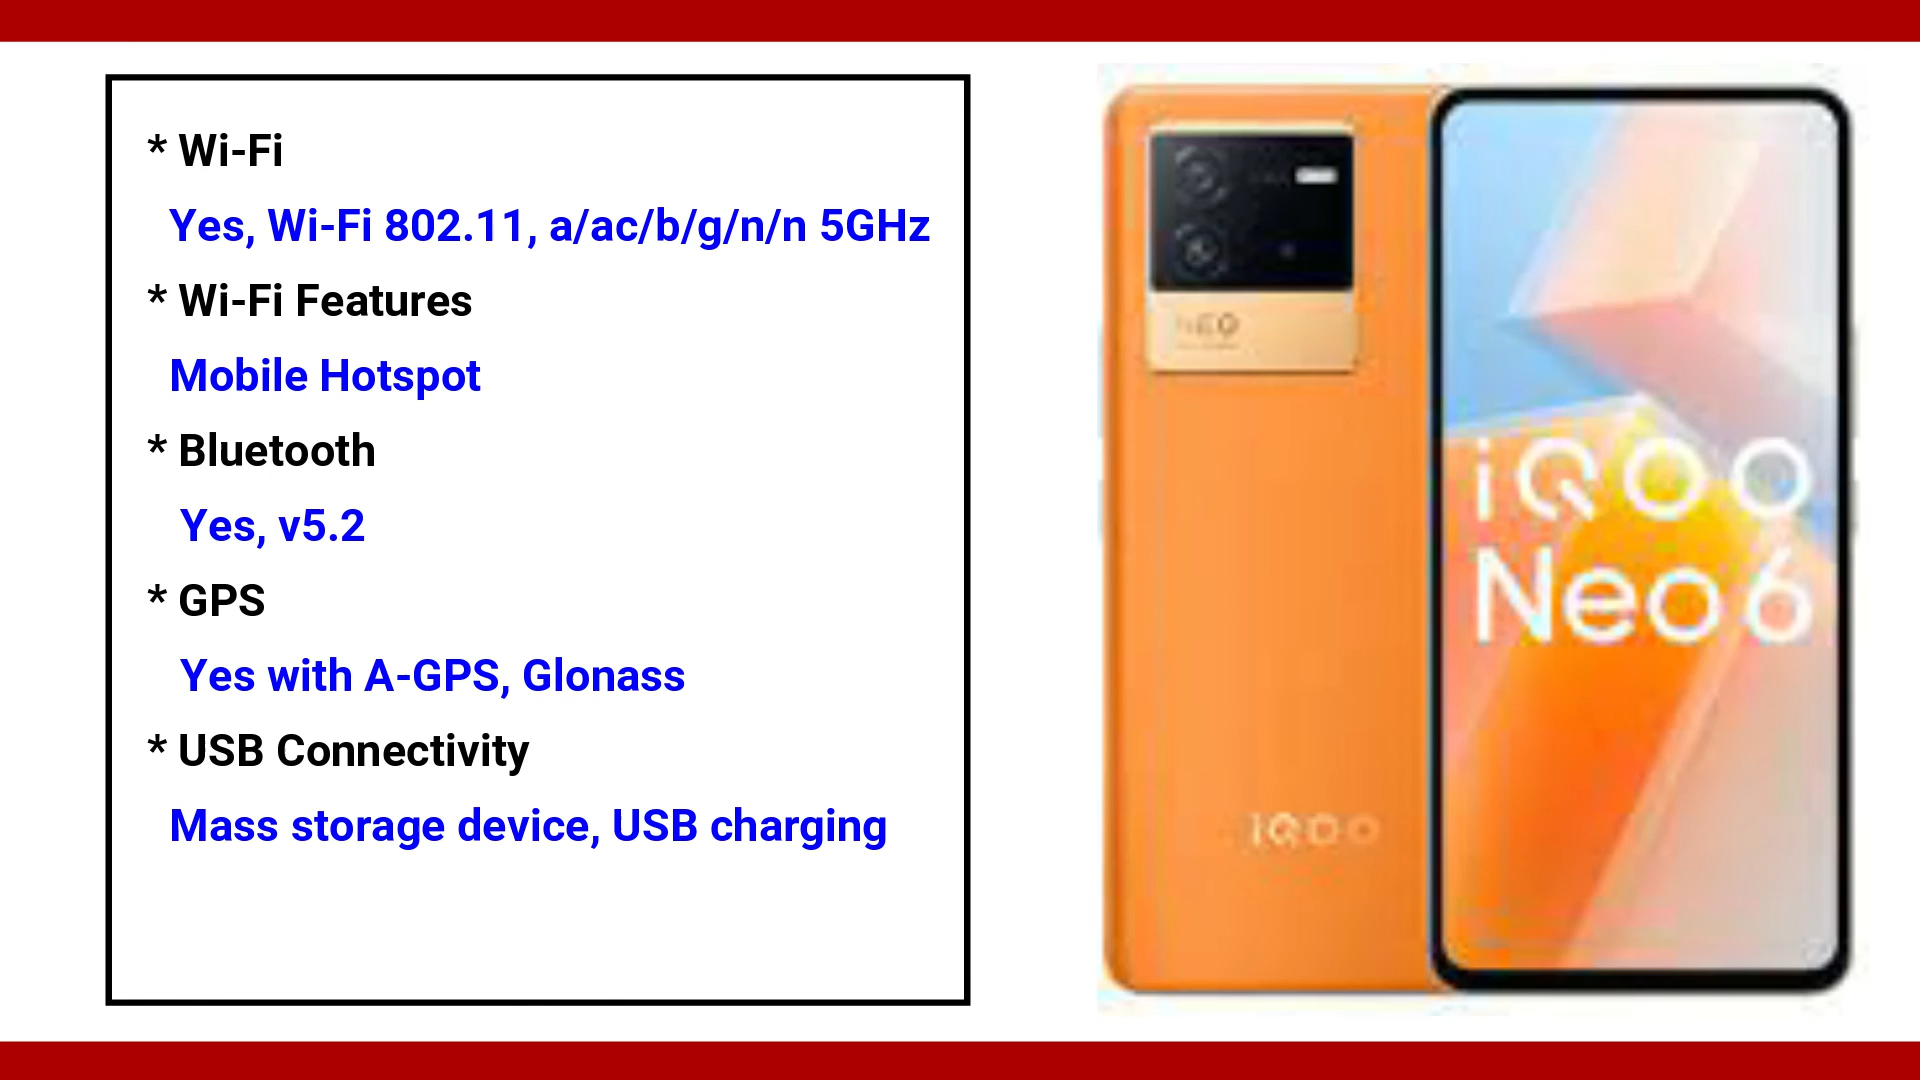 * Wi-Fi
Yes, Wi-Fi 802.11, a/ac/b/g/n/n 5GHz
* Wi-Fi Features
Mobile Hotspot
* Bluetooth
Yes, v5.2
* GPS
Yes with A-GPS, Glonass
* USB Connectivity
Mass storage device, USB charging
NEO
iQOO
iQOO
Neo 6